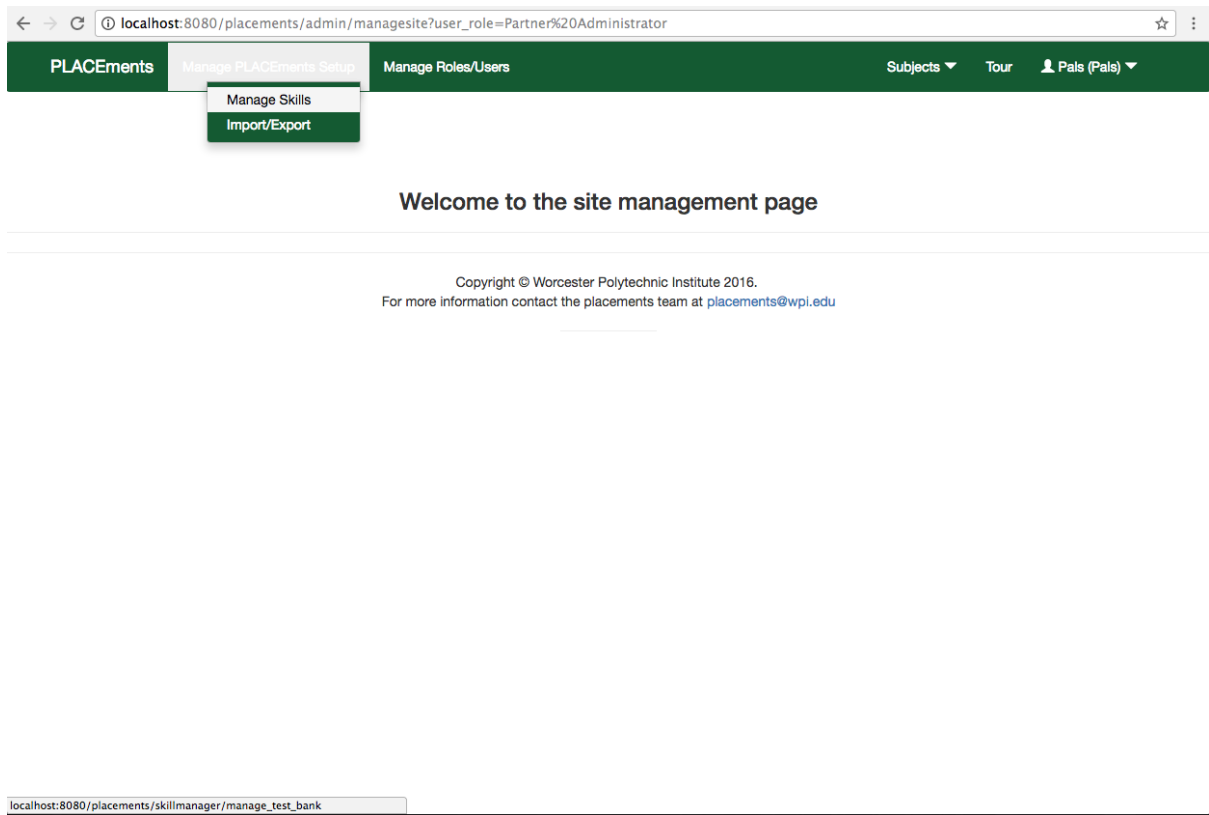 localhost:8080/placements/admin/managesite?user_role=Partner%20Administrator
PLACEments Manage PLACEments Setup Manage Roles/Users Subjects Tour Pals (Pals)
Manage Skills
Import/Export
Welcome to the site management page
Copyright © Worcester Polytechnic Institute 2016.
For more information contact the placements team at placements@wpi.edu
localhost:8080/placements/skillmanager/manage_test_bank